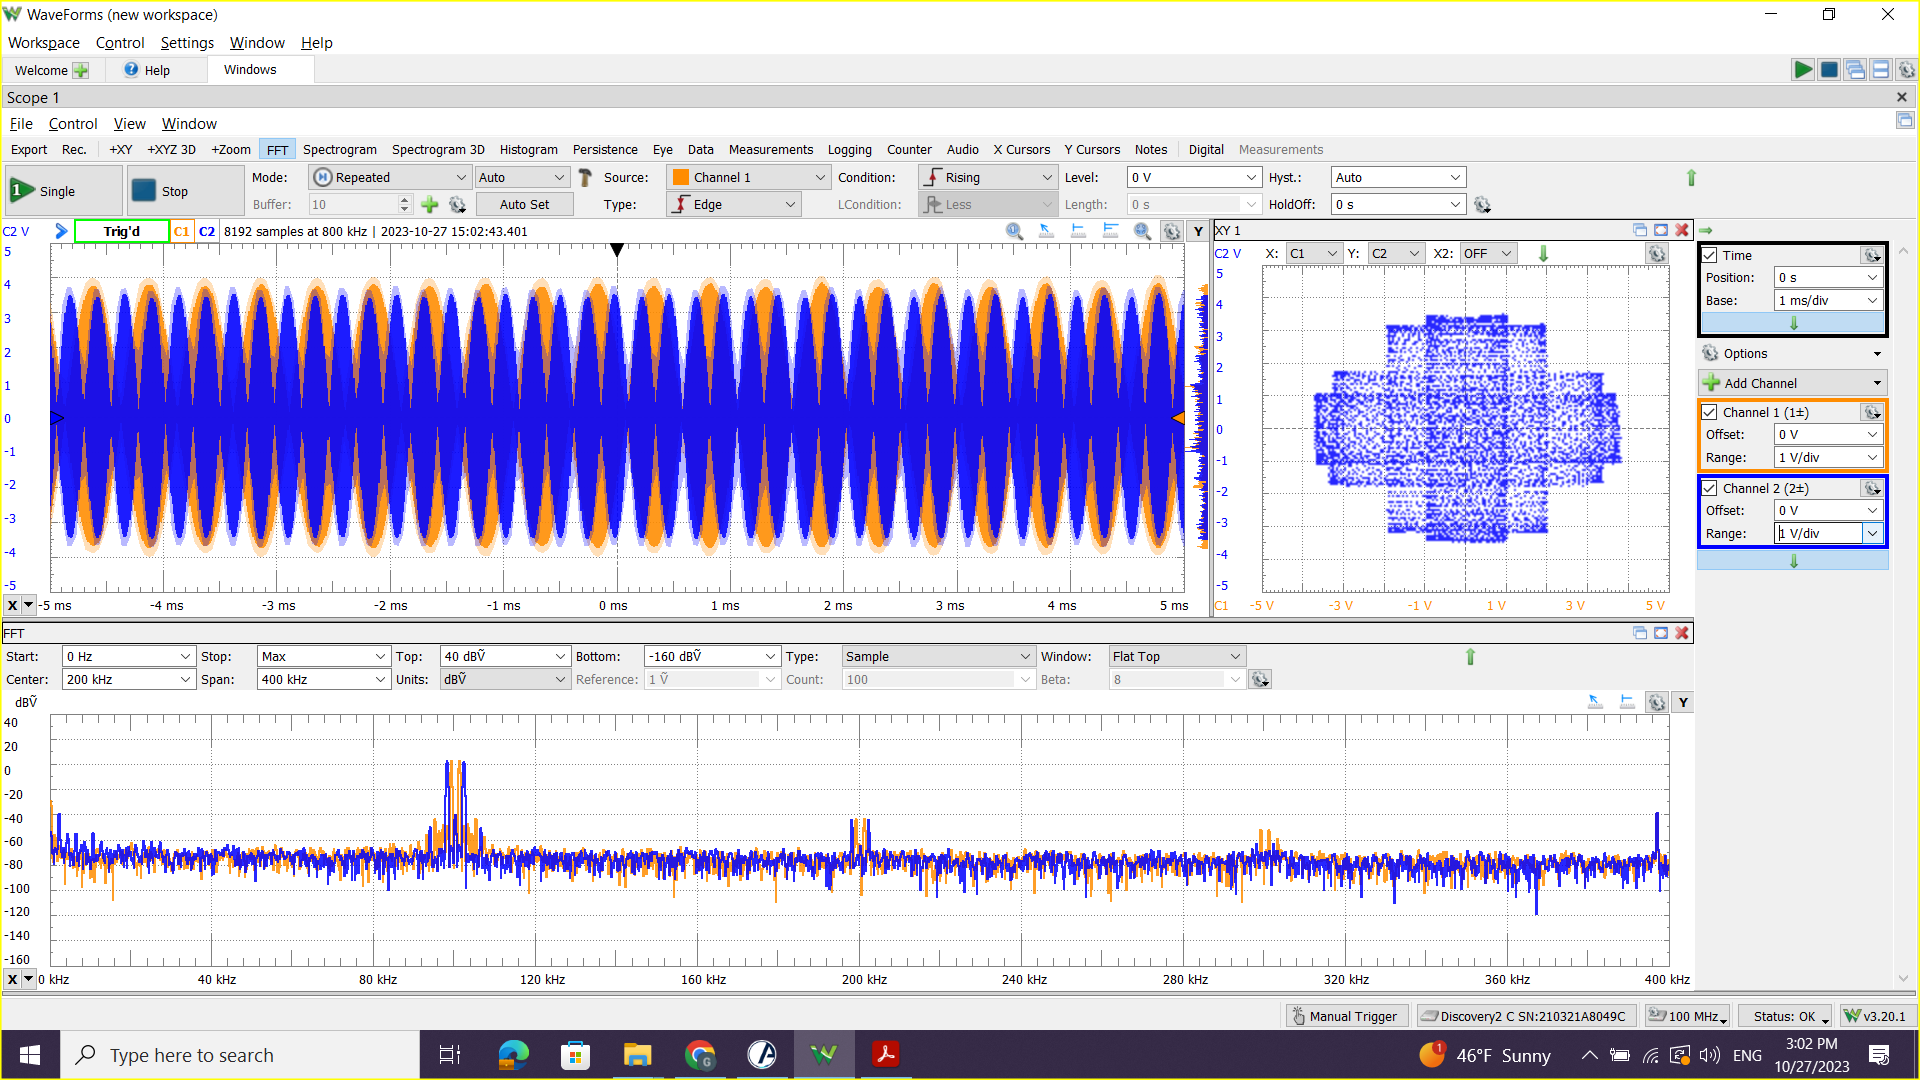 WaveForms (new workspace)
Workspace Control Settings Window Help
Welcome Help Windows
Scope 1
File Control View Window
Export Rec. +XY +XYZ 3D +Zoom FFT Spectrogram Spectrogram 3D Histogram Persistence Eye Data Measurements Logging Counter Audio X Cursors Y Cursors Notes Digital Measurements
1 Single Stop Mode: Repeated Auto Source: Channel 1 Condition: Rising Level: 0 V Hyst.: Auto
Buffer: 10 Auto Set Type: Edge LCondition: Less Length: 0 s HoldOff: 0 s
C2 V Trig'd C1 C2 8192 samples at 800 kHz | 2023-10-27 15:02:43.401 Y
5
4
3
2
1
0
-1
-2
-3
-4
-5
X -5 ms -4 ms -3 ms -2 ms -1 ms 0 ms 1 ms 2 ms 3 ms 4 ms 5 ms
XY 1
C2 V X: C1 Y: C2 X2: OFF
5
4
3
2
1
0
-1
-2
-3
-4
-5
C1 -5 V -3 V -1 V 1 V 3 V 5 V
Time
Position: 0 s
Base: 1 ms/div
Options
Add Channel
Channel 1 (1±)
Offset: 0 V
Range: 1 V/div
Channel 2 (2±)
Offset: 0 V
Range: 1 V/div
FFT
Start: 0 Hz Stop: Max Top: 40 dBṼ Bottom: -160 dBṼ Type: Sample Window: Flat Top
Center: 200 kHz Span: 400 kHz Units: dBṼ Reference: 1 Ṽ Count: 100 Beta: 8
dBṼ Y
40
20
0
-20
-40
-60
-80
-100
-120
-140
-160
X 0 kHz 40 kHz 80 kHz 120 kHz 160 kHz 200 kHz 240 kHz 280 kHz 320 kHz 360 kHz 400 kHz
Manual Trigger Discovery2 C SN:210321A8049C 100 MHz Status: OK v3.20.1
Type here to search 1 46°F Sunny ENG 3:02 PM
10/27/2023